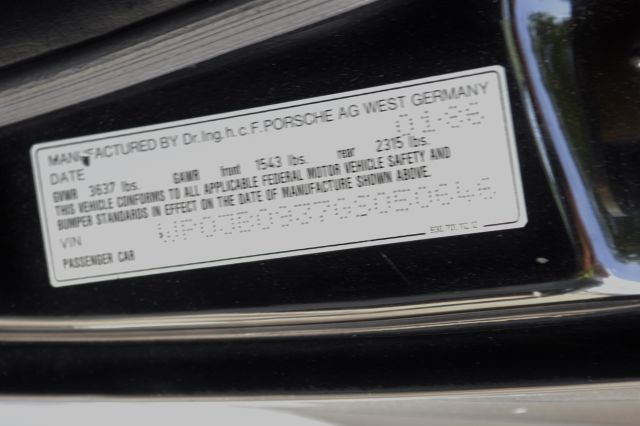 MANUFACTURED BY Dr.Ing.h.c.F.PORSCHE AG WEST GERMANY
DATE 01:86
GVWR 3637 lbs. GAWR front 1543 lbs. rear 2315 lbs.
THIS VEHICLE CONFORMS TO ALL APPLICABLE FEDERAL MOTOR VEHICLE SAFETY AND
BUMPER STANDARDS IN EFFECT ON THE DATE OF MANUFACTURE SHOWN ABOVE.
VIN
PASSENGER CAR